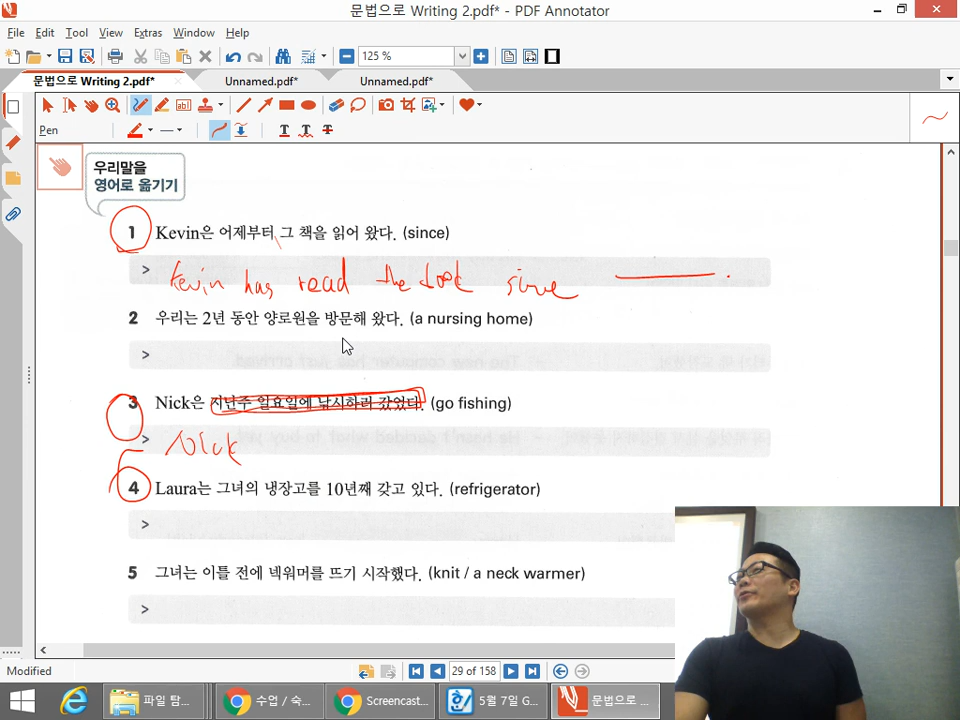 문법으로 Writing 2.pdf* - PDF Annotator
File Edit Tool View Extras Window Help
125 %
문법으로 Writing 2.pdf* Unnamed.pdf* Unnamed.pdf*
Pen
우리말을
영어로 옮기기
1 Kevin은 어제부터 그 책을 읽어 왔다. (since)
> Kevin has read the book since
2 우리는 2년 동안 양로원을 방문해 왔다. (a nursing home)
>
3 Nick은 지난주 일요일에 낚시하러 갔었다. (go fishing)
> Nick
4 Laura는 그녀의 냉장고를 10년째 갖고 있다. (refrigerator)
>
5 그녀는 이틀 전에 넥워머를 뜨기 시작했다. (knit / a neck warmer)
>
Modified 29 of 158
파일 탐... 수업 / 숙... Screencast... 5월 7일 G... 문법으로 ...